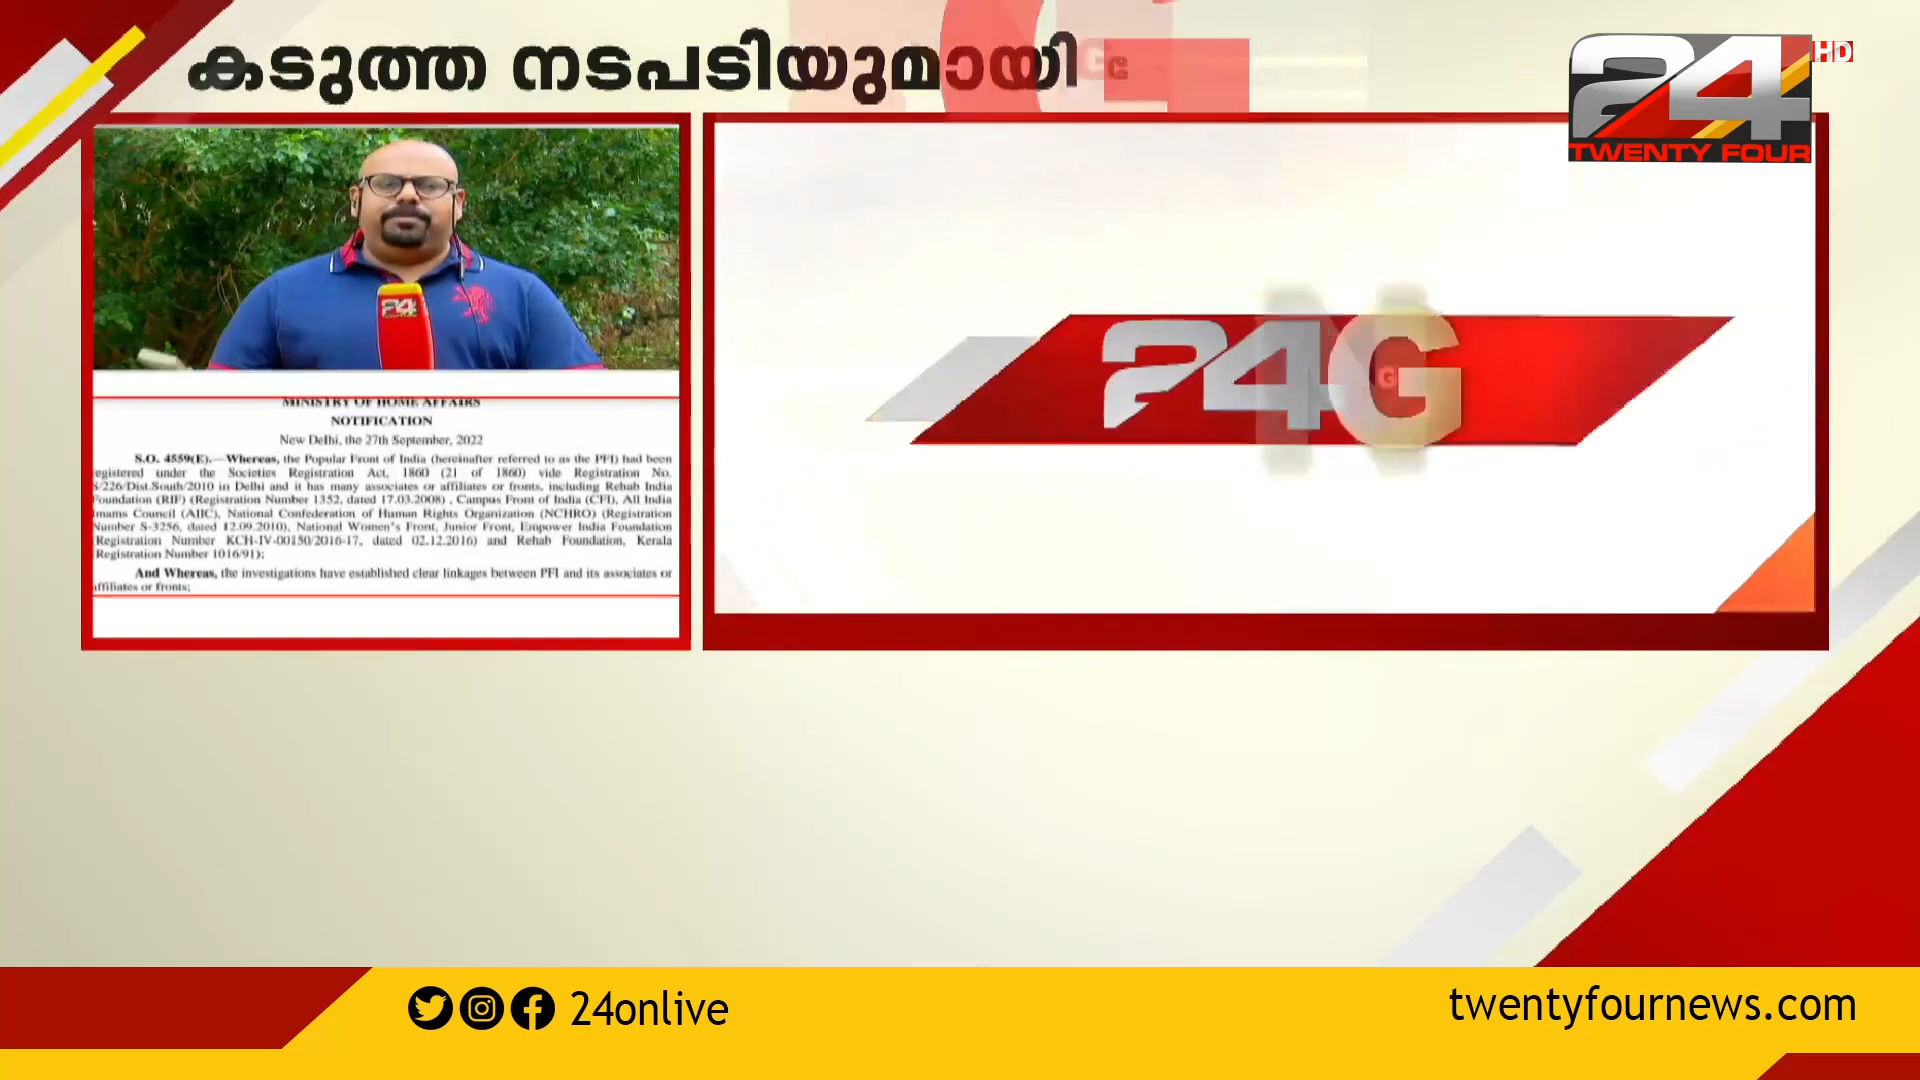 കടുത്ത നടപടിയുമായി
24
HD
TWENTY FOUR
24
24G
MINISTRY OF HOME AFFAIRS
NOTIFICATION
New Delhi, the 27th September, 2022
S.O. 4559(E).—Whereas, the Popular Front of India (hereinafter referred to as the PFI) had been
egistered under the Societies Registration Act, 1860 (21 of 1860) vide Registration No.
S/226/Dist.South/2010 in Delhi and it has many associates or affiliates or fronts, including Rehab India
Foundation (RIF) (Registration Number 1352, dated 17.03.2008) , Campus Front of India (CFI), All India
mams Council (AIIC), National Confederation of Human Rights Organization (NCHRO) (Registration
Number S-3256, dated 12.09.2010), National Women's Front, Junior Front, Empower India Foundation
(Registration Number KCH-IV-00150/2016-17, dated 02.12.2016) and Rehab Foundation, Kerala
(Registration Number 1016/91);
And Whereas, the investigations have established clear linkages between PFI and its associates or
affiliates or fronts;
24onlive
twentyfournews.com